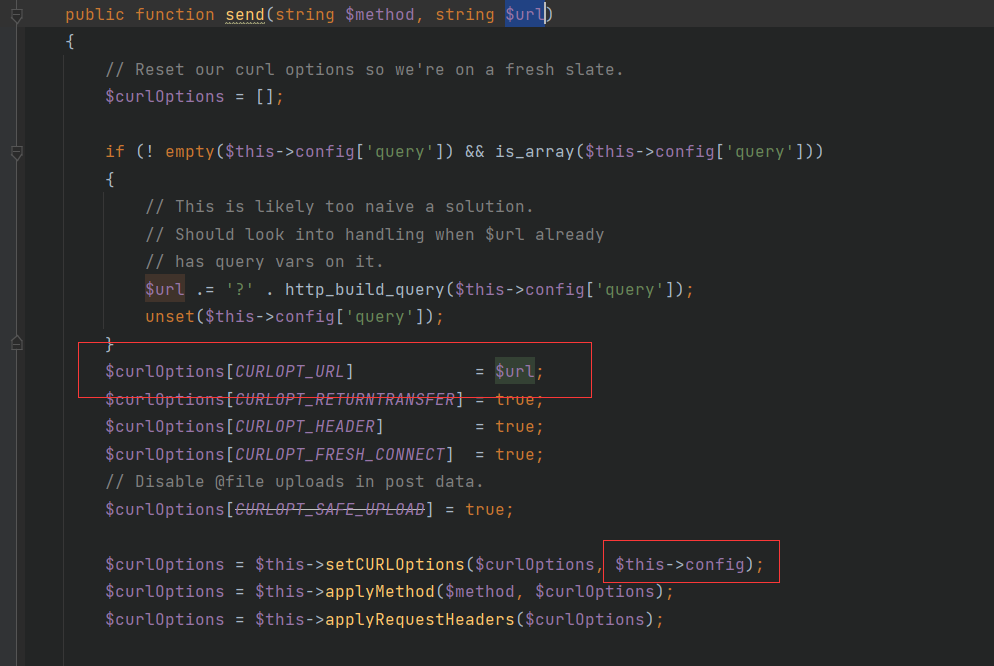 public function send(string $method, string $url)
{
// Reset our curl options so we're on a fresh slate.
$curlOptions = [];
if (! empty($this->config['query']) && is_array($this->config['query']))
{
// This is likely too naive a solution.
// Should look into handling when $url already
// has query vars on it.
$url .= '?' . http_build_query($this->config['query']);
unset($this->config['query']);
}
$curlOptions[CURLOPT_URL] = $url;
$curlOptions[CURLOPT_RETURNTRANSFER] = true;
$curlOptions[CURLOPT_HEADER] = true;
$curlOptions[CURLOPT_FRESH_CONNECT] = true;
// Disable @file uploads in post data.
$curlOptions[CURLOPT_SAFE_UPLOAD] = true;
$curlOptions = $this->setCURLOptions($curlOptions, $this->config);
$curlOptions = $this->applyMethod($method, $curlOptions);
$curlOptions = $this->applyRequestHeaders($curlOptions);